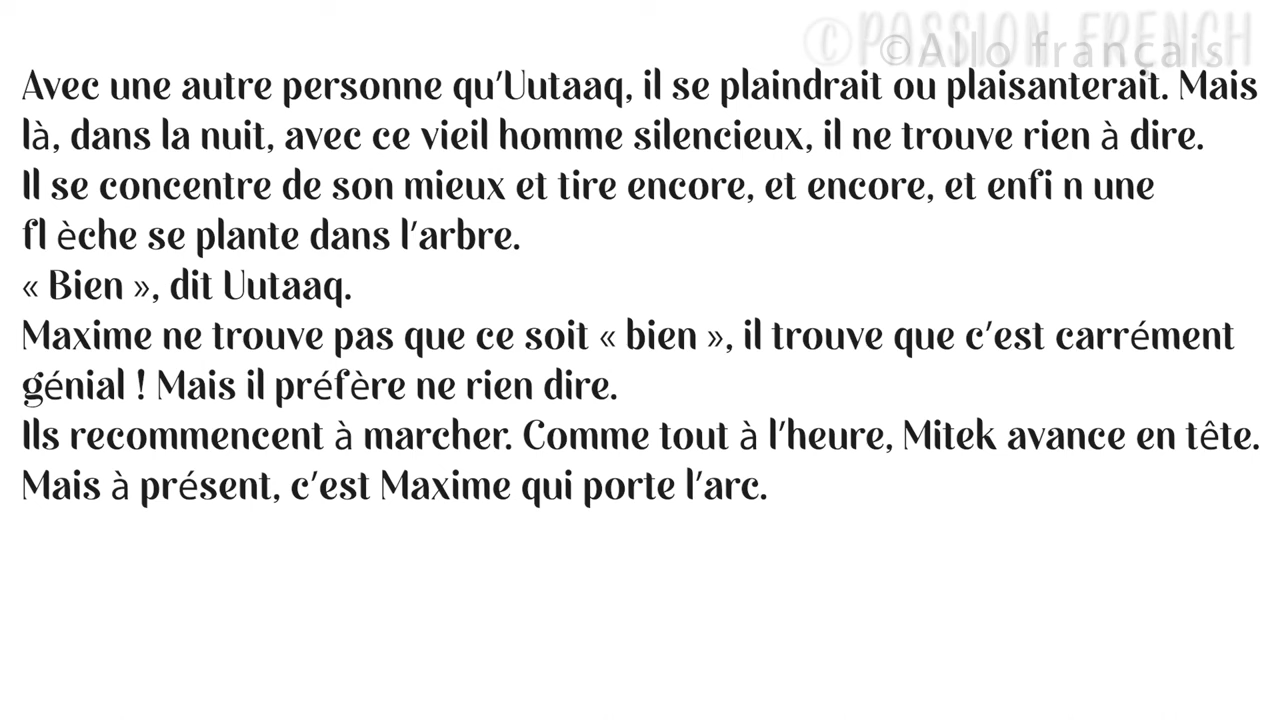 ©PASSION FRENCH
©Allo francais
Avec une autre personne qu'Uutaaq, il se plaindrait ou plaisanterait. Mais
là, dans la nuit, avec ce vieil homme silencieux, il ne trouve rien à dire.
Il se concentre de son mieux et tire encore, et encore, et enfi n une
fl èche se plante dans l'arbre.
« Bien », dit Uutaaq.
Maxime ne trouve pas que ce soit « bien », il trouve que c'est carrément
génial ! Mais il préfère ne rien dire.
Ils recommencent à marcher. Comme tout à l'heure, Mitek avance en tête.
Mais à présent, c'est Maxime qui porte l'arc.